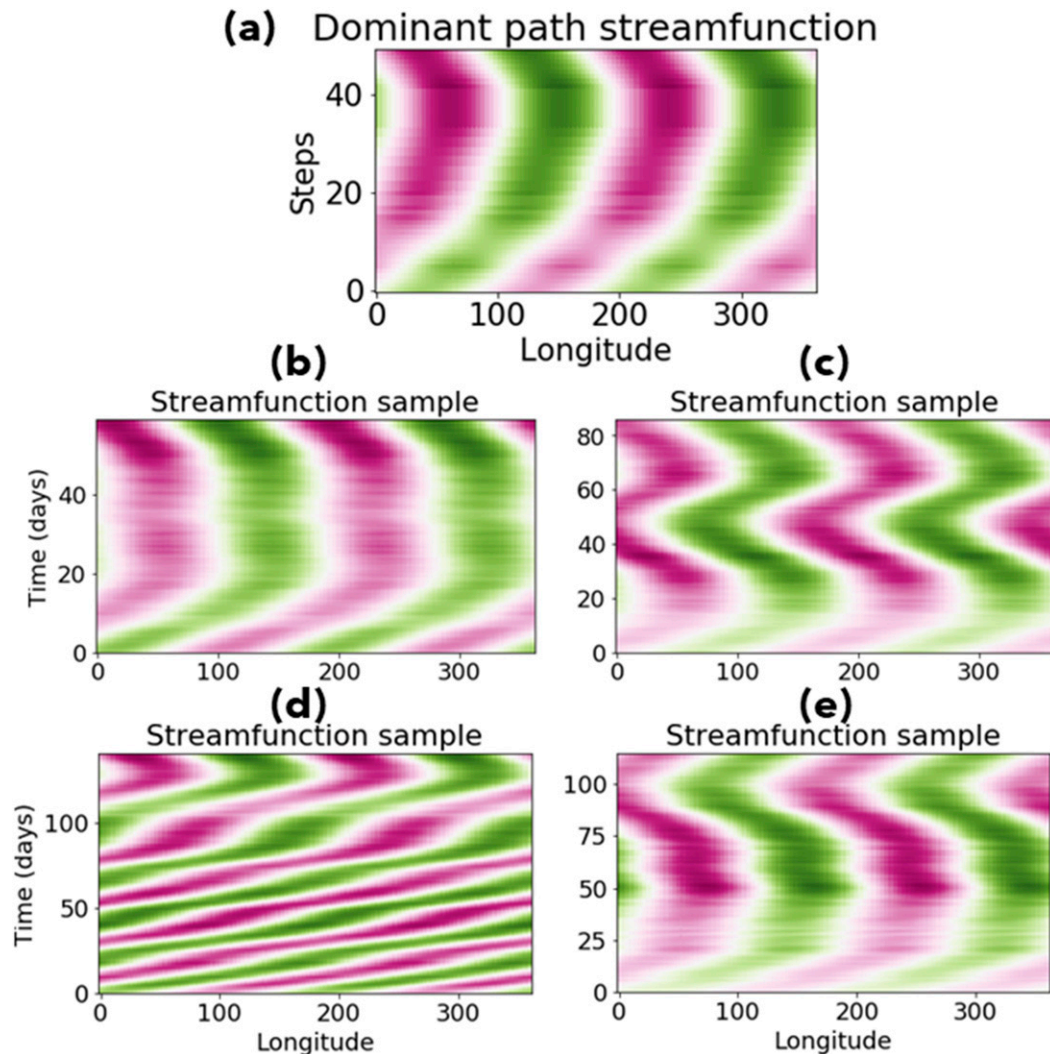 (a) Dominant path streamfunction
Steps
40
20
0
0 100 200 300
Longitude
(b)
Streamfunction sample
Time (days)
40
20
0
0 100 200 300
(c)
Streamfunction sample
80
60
40
20
0
0 100 200 300
(d)
Streamfunction sample
Time (days)
100
50
0
0 100 200 300
Longitude
(e)
Streamfunction sample
100
75
50
25
0
0 100 200 300
Longitude